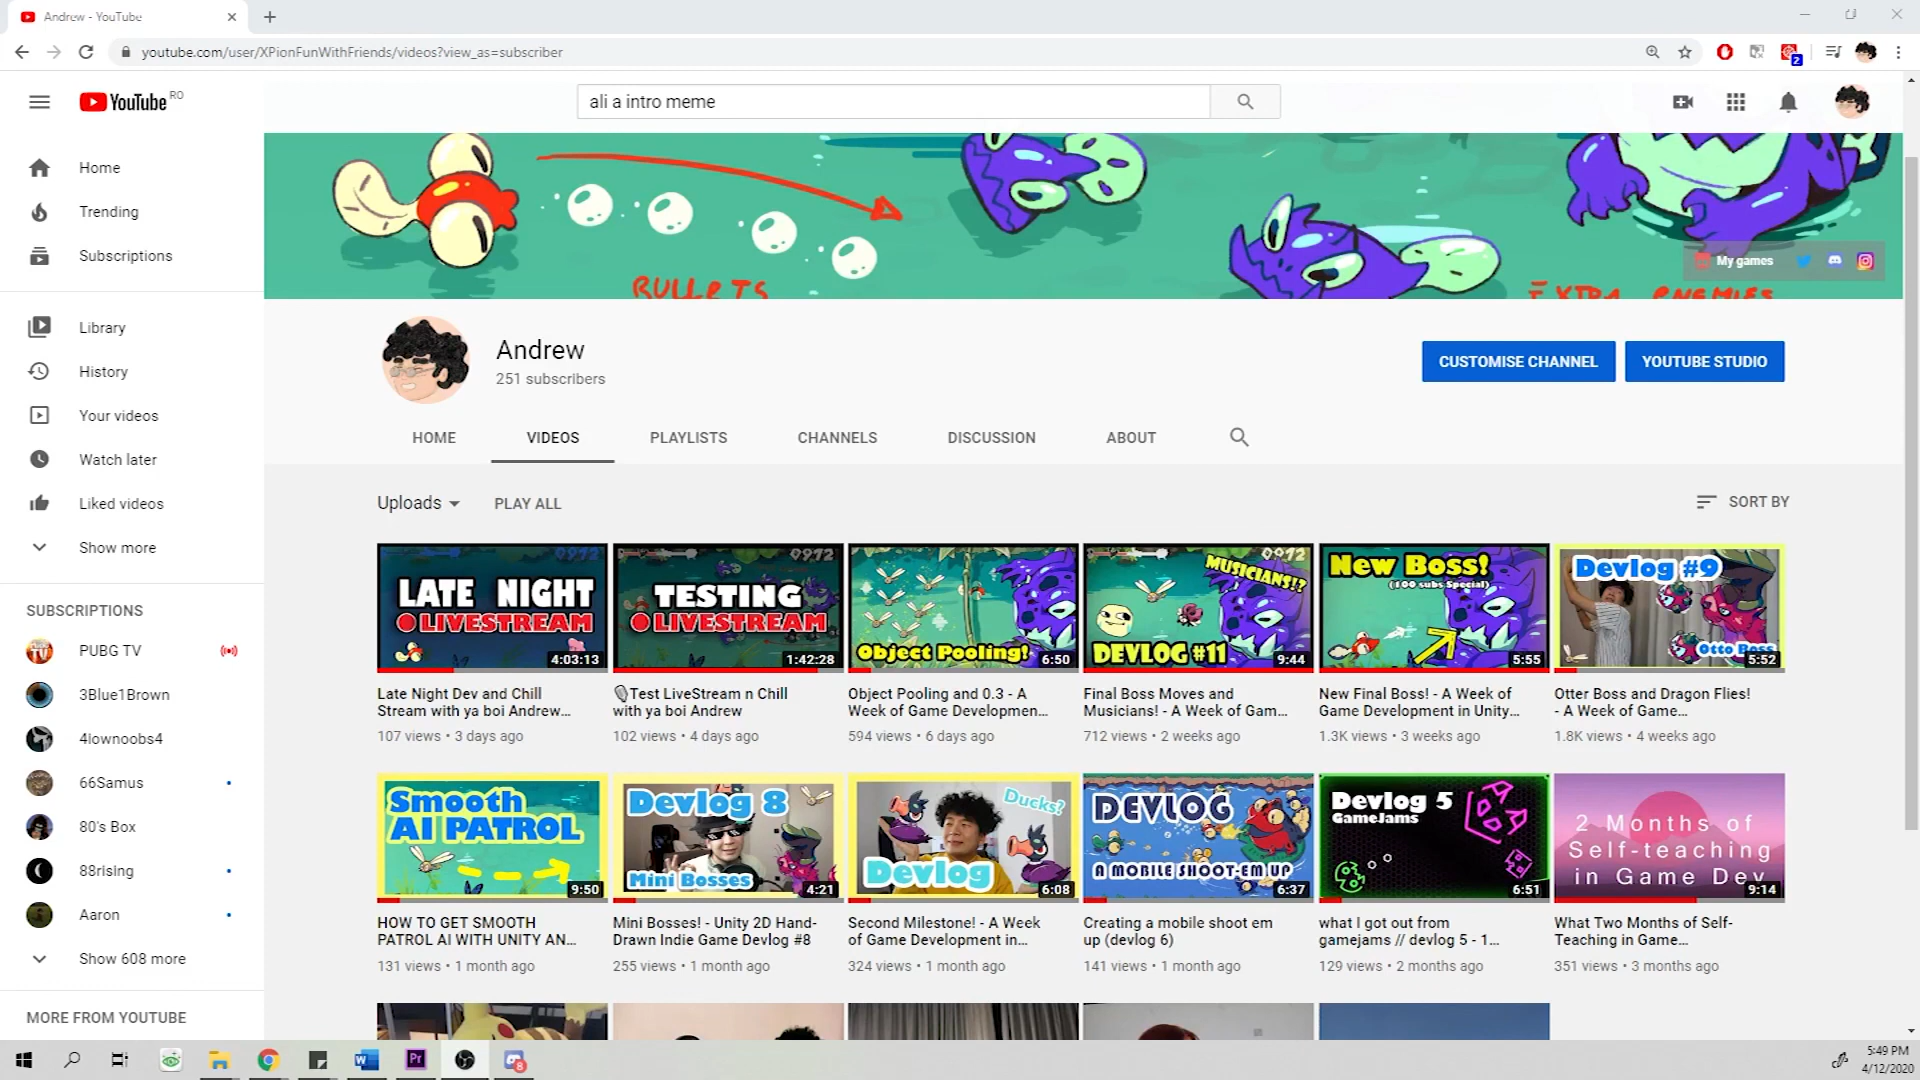 Andrew - YouTube
youtube.com/user/XPionFunWithFriends/videos?view_as=subscriber
2
YouTube RO
ali a intro meme
Home
Trending
Subscriptions
Library
History
Your videos
Watch later
Liked videos
Show more
SUBSCRIPTIONS
PUBG TV
3Blue1Brown
4lownoobs4
66Samus
80's Box
88rising
Aaron
Show 608 more
MORE FROM YOUTUBE
BULLETS
EXTRA ENEMIES
My games
Andrew
251 subscribers
CUSTOMISE CHANNEL
YOUTUBE STUDIO
HOME
VIDEOS
PLAYLISTS
CHANNELS
DISCUSSION
ABOUT
Uploads
PLAY ALL
SORT BY
0972
LATE NIGHT
LIVESTREAM
4:03:13
Late Night Dev and Chill
Stream with ya boi Andrew...
107 views • 3 days ago
0972
TESTING
LIVESTREAM
1:42:28
Test LiveStream n Chill
with ya boi Andrew
102 views • 4 days ago
Object Pooling!
6:50
Object Pooling and 0.3 - A
Week of Game Developmen...
594 views • 6 days ago
0972
MUSICIANS!?
DEVLOG #11
9:44
Final Boss Moves and
Musicians! - A Week of Gam...
712 views • 2 weeks ago
New Boss!
(100 subs Special)
5:55
New Final Boss! - A Week of
Game Development in Unity...
1.3K views • 3 weeks ago
Devlog #9
Otto Boss
5:52
Otter Boss and Dragon Flies!
- A Week of Game...
1.8K views • 4 weeks ago
Smooth
AI PATROL
9:50
HOW TO GET SMOOTH
PATROL AI WITH UNITY AN...
131 views • 1 month ago
Devlog 8
Mini Bosses
4:21
Mini Bosses! - Unity 2D Hand-
Drawn Indie Game Devlog #8
255 views • 1 month ago
Ducks?
Devlog
6:08
Second Milestone! - A Week
of Game Development in...
324 views • 1 month ago
DEVLOG
A MOBILE SHOOT-EM UP
6:37
Creating a mobile shoot em
up (devlog 6)
141 views • 1 month ago
Devlog 5
GameJams
6:51
what I got out from
gamejams // devlog 5 - 1...
129 views • 2 months ago
2 Months of
Self-teaching
in Game Dev
9:14
What Two Months of Self-
Teaching in Game...
351 views • 3 months ago
W
Pr
8
5:49 PM
4/12/2020